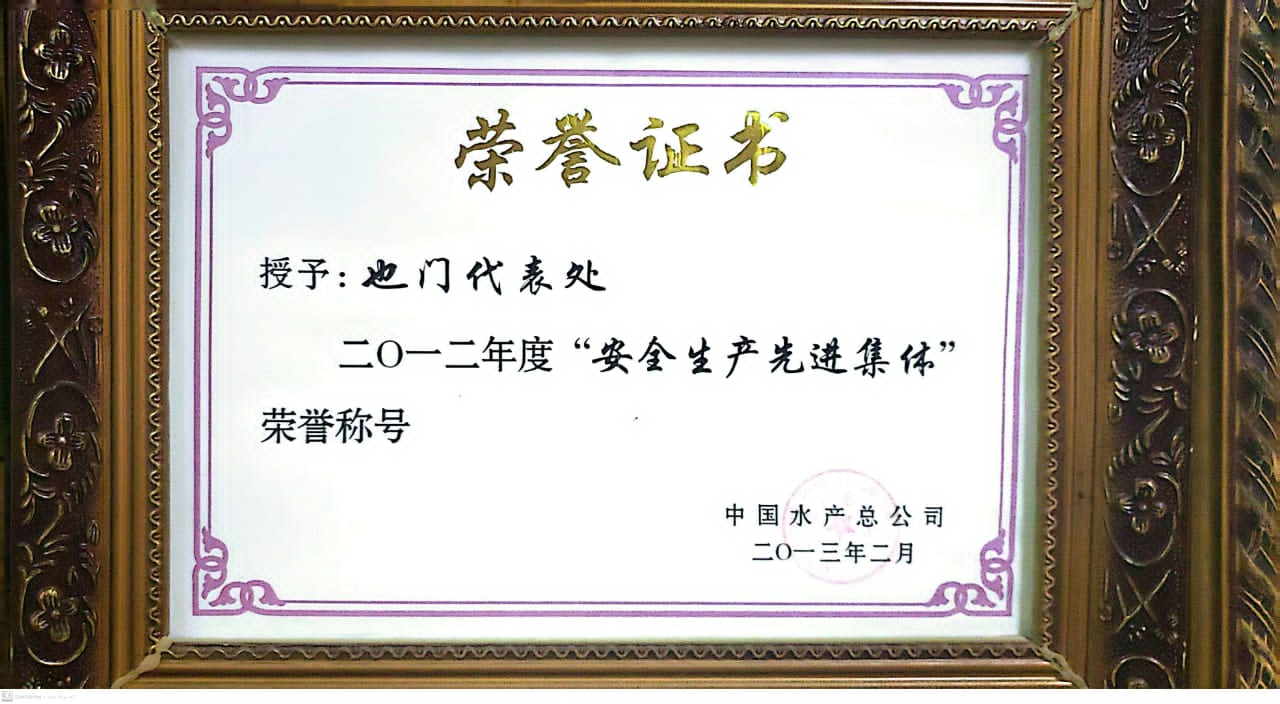 荣誉证书
授予：也门代表处
二〇一二年度“安全生产先进集体”
荣誉称号
中国水产总公司
二〇一三年二月